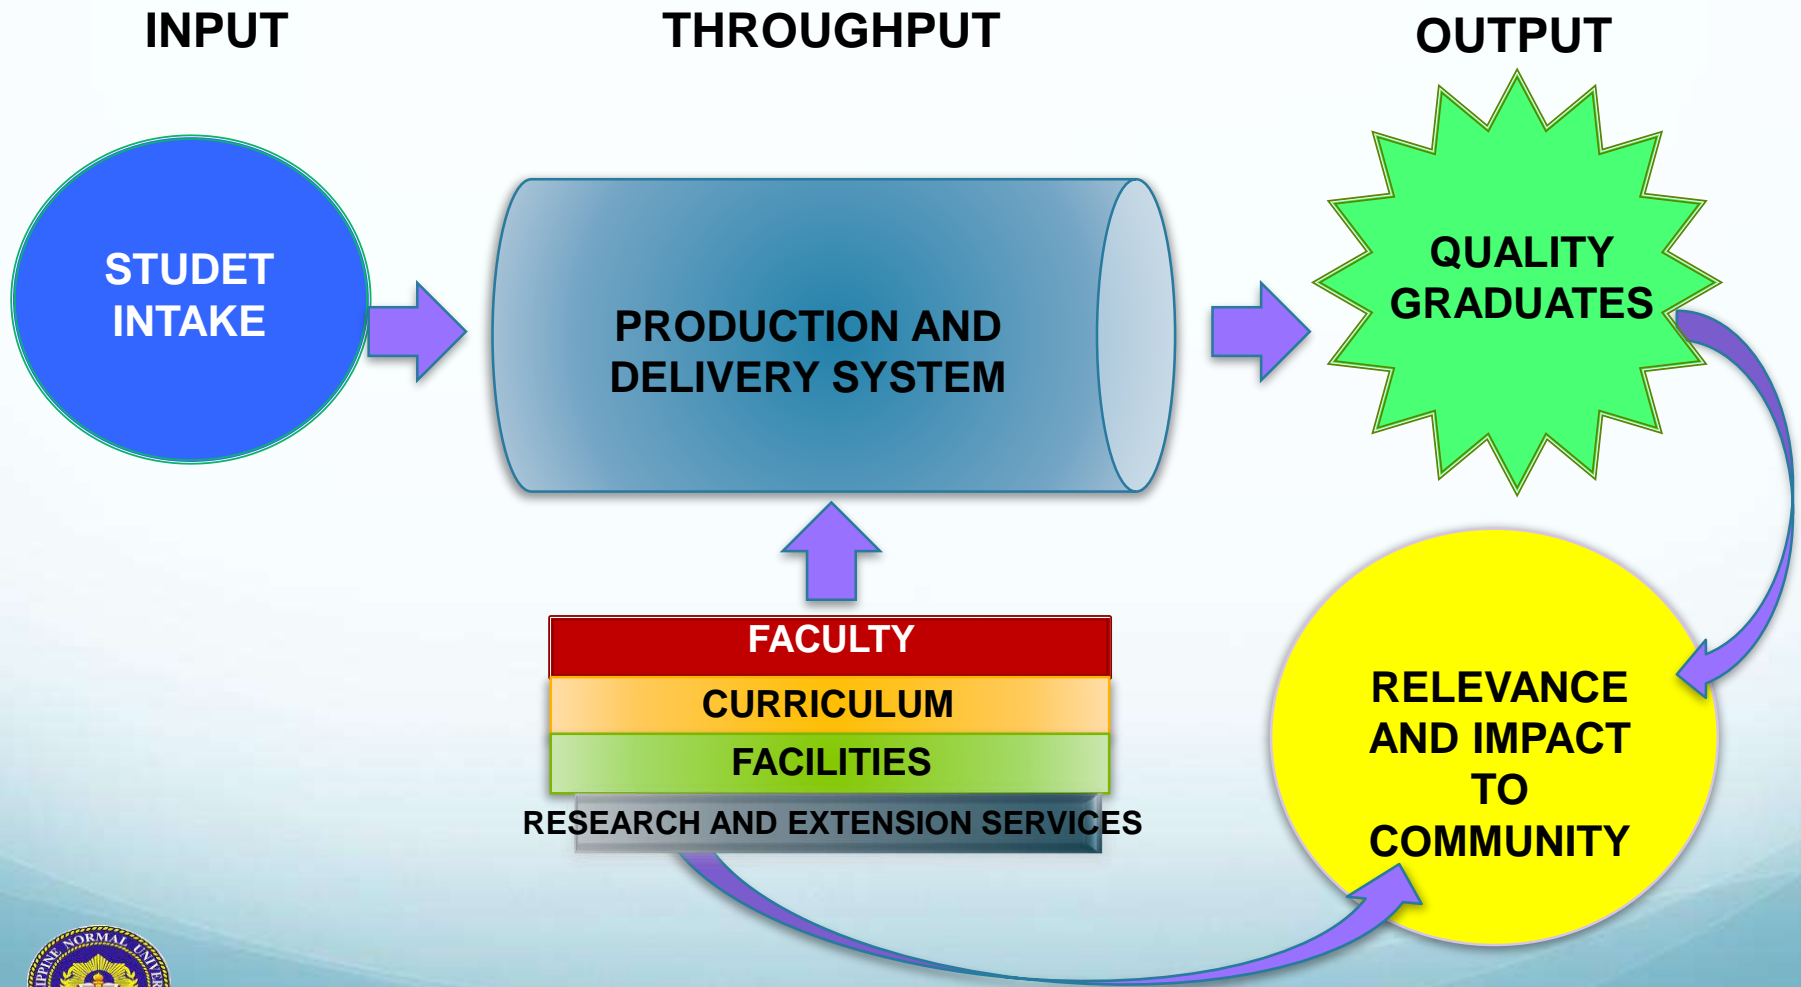 INPUT
THROUGHPUT
OUTPUT
STUDET
INTAKE
PRODUCTION AND
DELIVERY SYSTEM
QUALITY
GRADUATES
FACULTY
CURRICULUM
FACILITIES
RESEARCH AND EXTENSION SERVICES
RELEVANCE
AND IMPACT
TO
COMMUNITY
NORMAL